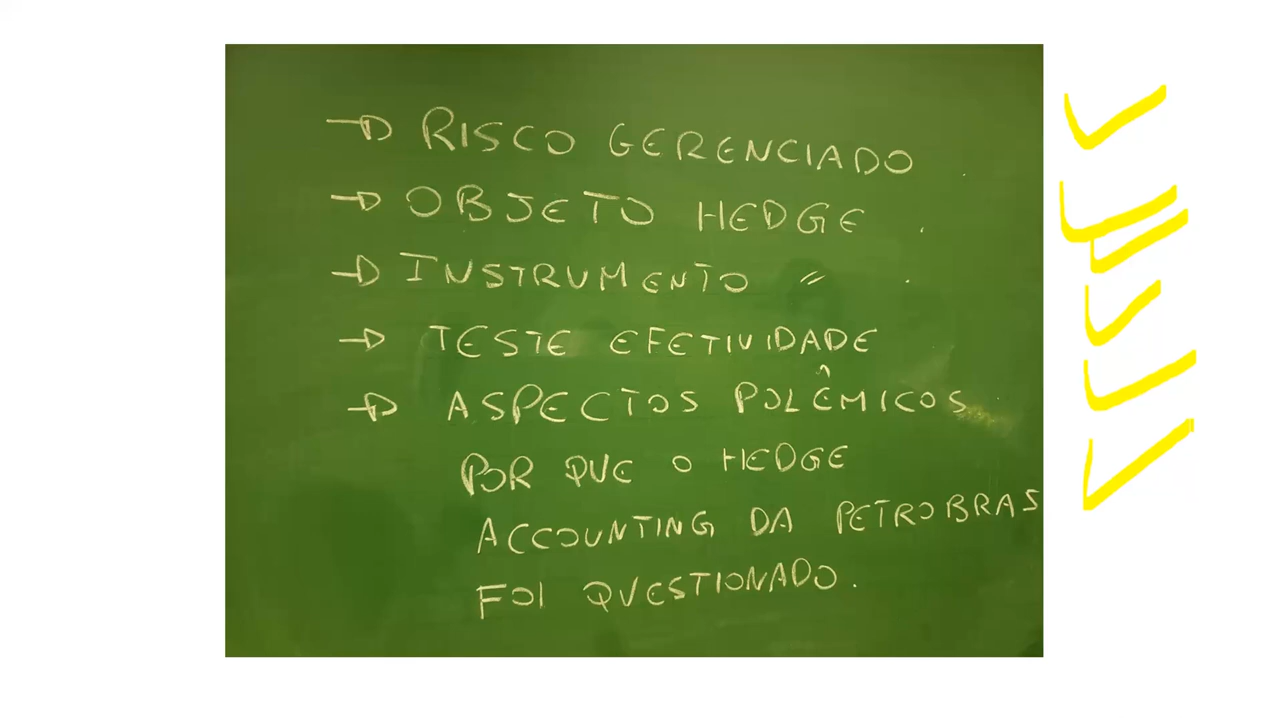 → RISCO GERENCIADO
→ OBJETO HEDGE
→ INSTRUMENTO "
→ TESTE EFETIVIDADE
→ ASPECTOS POLÊMICOS
POR QUE O HEDGE
ACCOUNTING DA PETROBRAS
FOI QUESTIONADO.